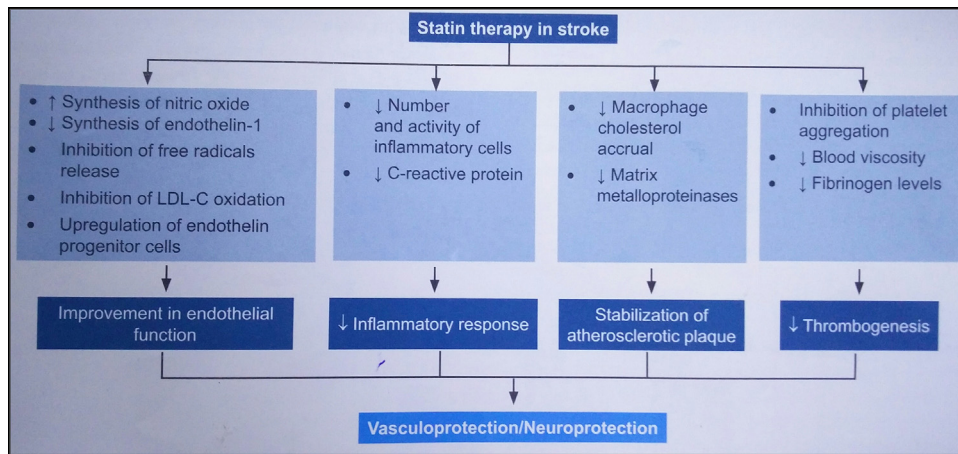 Statin therapy in stroke
• ↑ Synthesis of nitric oxide
• ↓ Synthesis of endothelin-1
• Inhibition of free radicals
release
• Inhibition of LDL-C oxidation
• Upregulation of endothelin
progenitor cells
• ↓ Number
and activity of
inflammatory cells
• ↓ C-reactive protein
• ↓ Macrophage
cholesterol
accrual
• ↓ Matrix
metalloproteinases
• Inhibition of platelet
aggregation
• ↓ Blood viscosity
• ↓ Fibrinogen levels
Improvement in endothelial
function
↓ Inflammatory response
Stabilization of
atherosclerotic plaque
↓ Thrombogenesis
Vasculoprotection/Neuroprotection